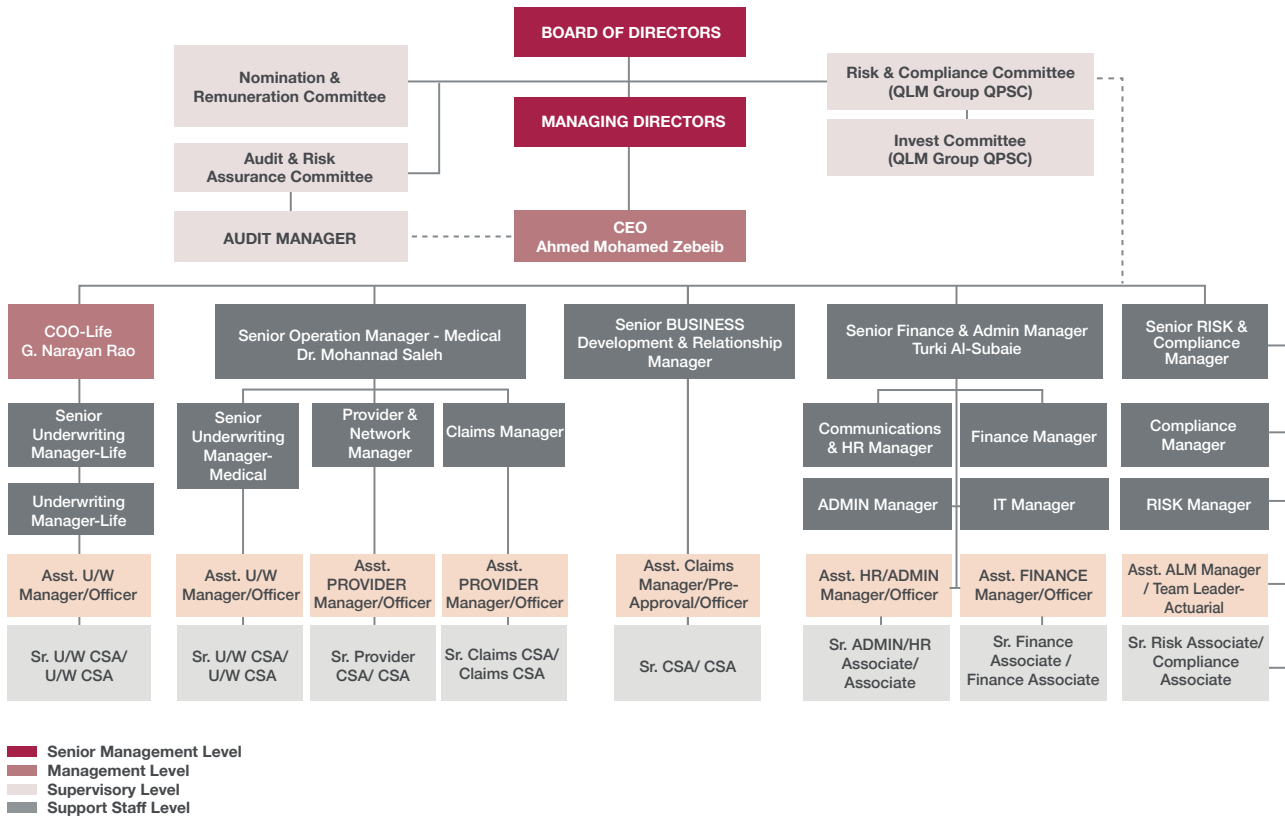 BOARD OF DIRECTORS
Nomination &
Remuneration Committee
Risk & Compliance Committee
(QLM Group QPSC)
MANAGING DIRECTORS
Invest Committee
(QLM Group QPSC)
Audit & Risk
Assurance Committee
AUDIT MANAGER
CEO
Ahmed Mohamed Zebeib
COO-Life
G. Narayan Rao
Senior Operation Manager - Medical
Dr. Mohannad Saleh
Senior BUSINESS
Development & Relationship
Manager
Senior Finance & Admin Manager
Turki Al-Subaie
Senior RISK &
Compliance Manager
Senior
Underwriting
Manager-Life
Senior
Underwriting
Manager-
Medical
Provider &
Network
Manager
Claims Manager
Communications
& HR Manager
Finance Manager
Compliance
Manager
Underwriting
Manager-Life
ADMIN Manager
IT Manager
RISK Manager
Asst. U/W
Manager/Officer
Asst. U/W
Manager/Officer
Asst.
PROVIDER
Manager/Officer
Asst.
PROVIDER
Manager/Officer
Asst. Claims
Manager/Pre-
Approval/Officer
Asst. HR/ADMIN
Manager/Officer
Asst. FINANCE
Manager/Officer
Asst. ALM Manager
/ Team Leader-
Actuarial
Sr. U/W CSA/
U/W CSA
Sr. U/W CSA/
U/W CSA
Sr. Provider
CSA/ CSA
Sr. Claims CSA/
Claims CSA
Sr. CSA/ CSA
Sr. ADMIN/HR
Associate/
Associate
Sr. Finance
Associate /
Finance Associate
Sr. Risk Associate/
Compliance
Associate
Senior Management Level
Management Level
Supervisory Level
Support Staff Level